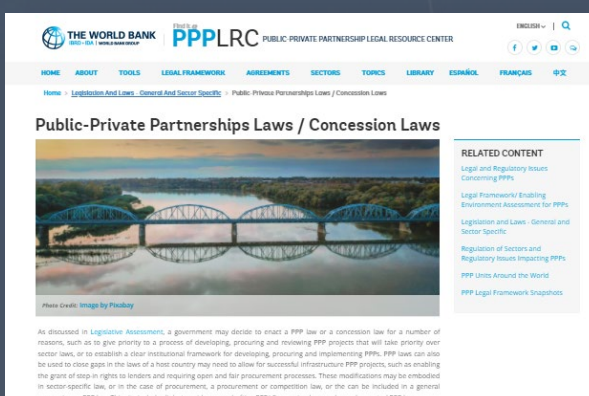 THE WORLD BANK
IBRD • IDA | WORLD BANK GROUP
Find it as
PPPLRC PUBLIC-PRIVATE PARTNERSHIP LEGAL RESOURCE CENTER
ENGLISH
HOME ABOUT TOOLS LEGAL FRAMEWORK AGREEMENTS SECTORS TOPICS LIBRARY ESPAÑOL FRANÇAIS 中文
Home » Legislation And Laws - General And Sector Specific » Public-Private Partnerships Laws / Concession Laws
Public-Private Partnerships Laws / Concession Laws
Photo Credit: Image by Pixabay
RELATED CONTENT
Legal and Regulatory Issues
Concerning PPPs
Legal Framework/ Enabling
Environment Assessment for PPPs
Legislation and Laws - General and
Sector Specific
Regulation of Sectors and
Regulatory Issues Impacting PPPs
PPP Units Around the World
PPP Legal Framework Snapshots
As discussed in Legislative Assessment, a government may decide to enact a PPP law or a concession law for a number of
reasons, such as to give priority to a process of developing, procuring and reviewing PPP projects that will take priority over
sector laws, or to establish a clear institutional framework for developing, procuring and implementing PPPs. PPP laws can also
be used to close gaps in the laws of a host country may need to allow for successful infrastructure PPP projects, such as enabling
the grant of step-in rights to lenders and requiring open and fair procurement processes. These modifications may be embodied
in sector-specific law, or in the case of procurement, a procurement or competition law, or the can be included in a general